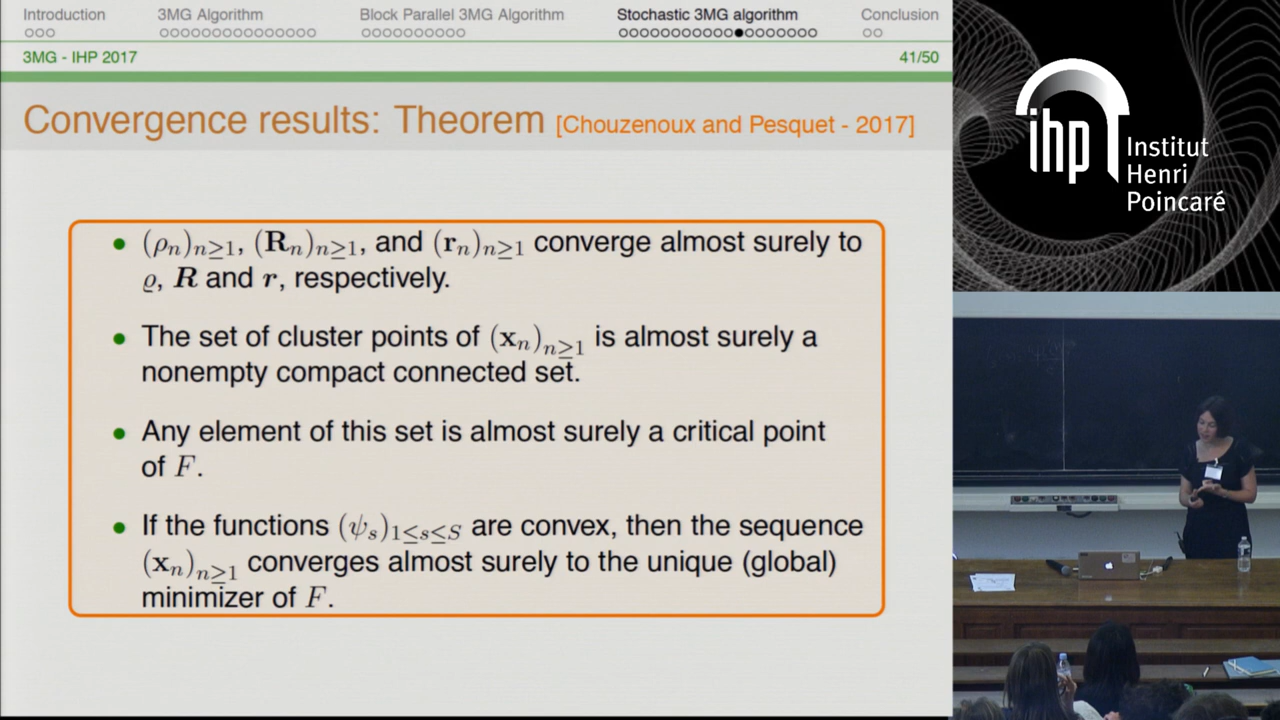 Introduction 3MG Algorithm Block Parallel 3MG Algorithm Stochastic 3MG algorithm Conclusion
3MG - IHP 2017 41/50
Convergence results: Theorem [Chouzenoux and Pesquet - 2017]
• (ρₙ)ₙ≥₁, (𝐑ₙ)ₙ≥₁, and (𝐫ₙ)ₙ≥₁ converge almost surely to
ϱ, 𝑹 and 𝒓, respectively.
• The set of cluster points of (𝐱ₙ)ₙ≥₁ is almost surely a
nonempty compact connected set.
• Any element of this set is almost surely a critical point
of F.
• If the functions (ψₛ)₁≤ₛ≤S are convex, then the sequence
(𝐱ₙ)ₙ≥₁ converges almost surely to the unique (global)
minimizer of F.
ihp
Institut
Henri
Poincaré